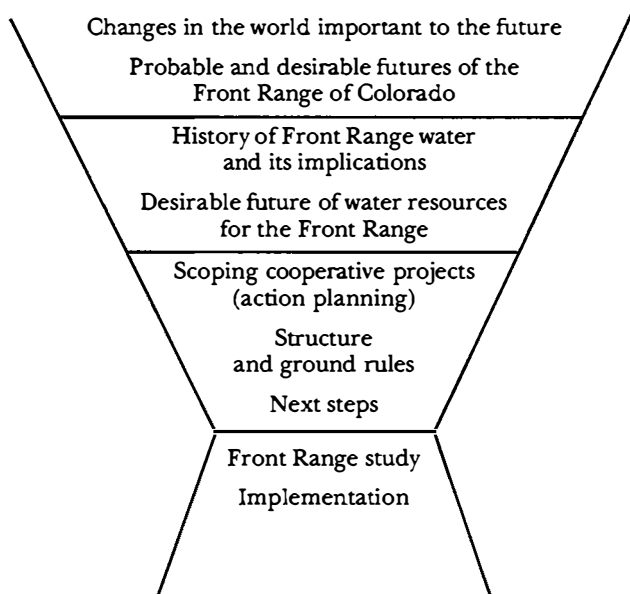 Changes in the world important to the future
Probable and desirable futures of the
Front Range of Colorado
History of Front Range water
and its implications
Desirable future of water resources
for the Front Range
Scoping cooperative projects
(action planning)
Structure
and ground rules
Next steps
Front Range study
Implementation